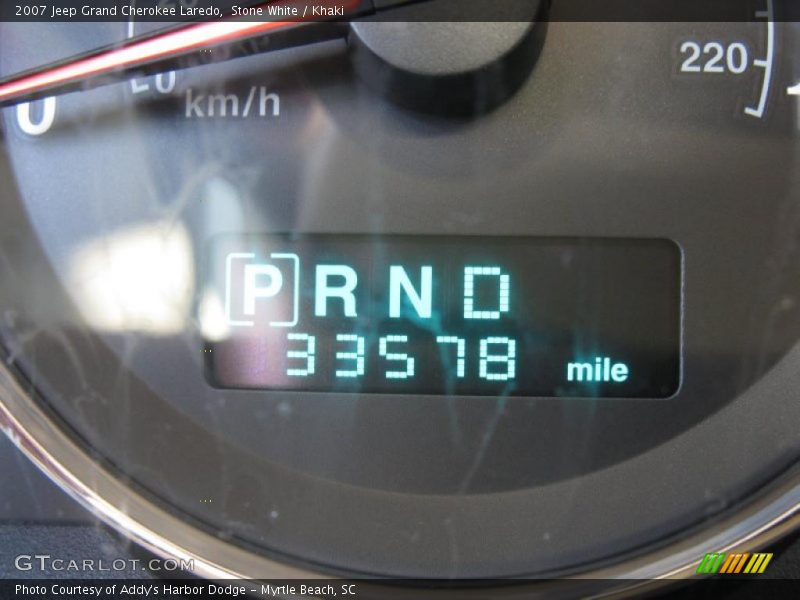 2007 Jeep Grand Cherokee Laredo, Stone White / Khaki
220
0
km/h
P R N D
33578 mile
GTCARLOT.COM
Photo Courtesy of Addy's Harbor Dodge - Myrtle Beach, SC